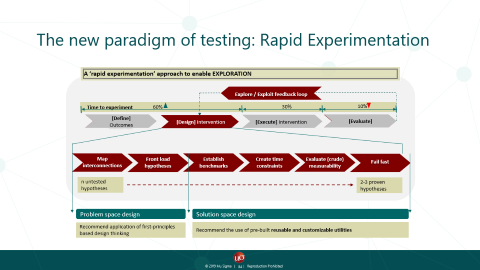 The new paradigm of testing: Rapid Experimentation
A 'rapid experimentation' approach to enable EXPLORATION
Explore / Exploit feedback loop
Time to experiment 60% 30% 10%
[Define] Outcomes
[Design] Intervention
[Execute] Intervention
[Evaluate]
Map interconnections
Front load hypotheses
Establish benchmarks
Create time constraints
Evaluate (crude) measurability
Fail fast
n untested
hypotheses
2-3 proven
hypotheses
Problem space design
Solution space design
Recommend application of first-principles
based design thinking
Recommend the use of pre-built reusable and customizable utilities
Mu Sigma | Reproduction Prohibited